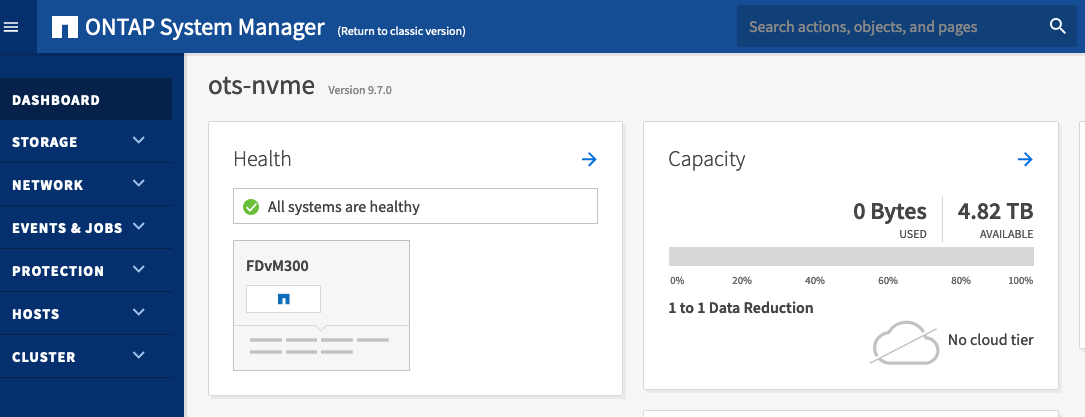 ONTAP System Manager (Return to classic version)
Search actions, objects, and pages
DASHBOARD
STORAGE
NETWORK
EVENTS & JOBS
PROTECTION
HOSTS
CLUSTER
ots-nvme Version 9.7.0
Health
All systems are healthy
FDvM300
Capacity
0 Bytes 4.82 TB
USED AVAILABLE
0% 20% 40% 60% 80% 100%
1 to 1 Data Reduction
No cloud tier